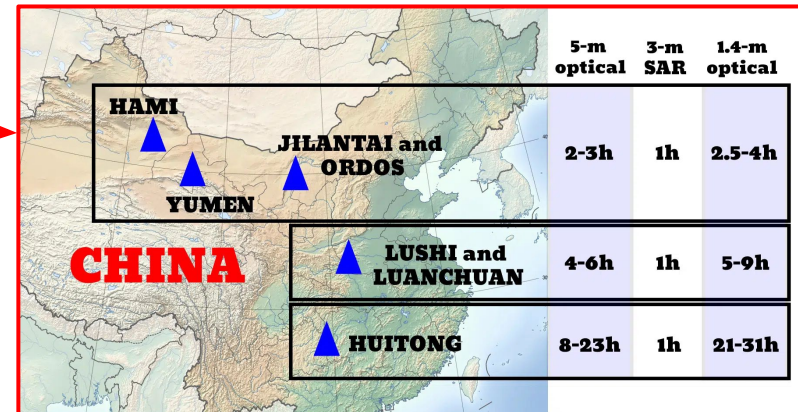 5-m
optical
3-m
SAR
1.4-m
optical
HAMI
YUMEN
JILANTAI and
ORDOS
2-3h
1h
2.5-4h
CHINA
LUSHI and
LUANCHUAN
4-6h
1h
5-9h
HUITONG
8-23h
1h
21-31h